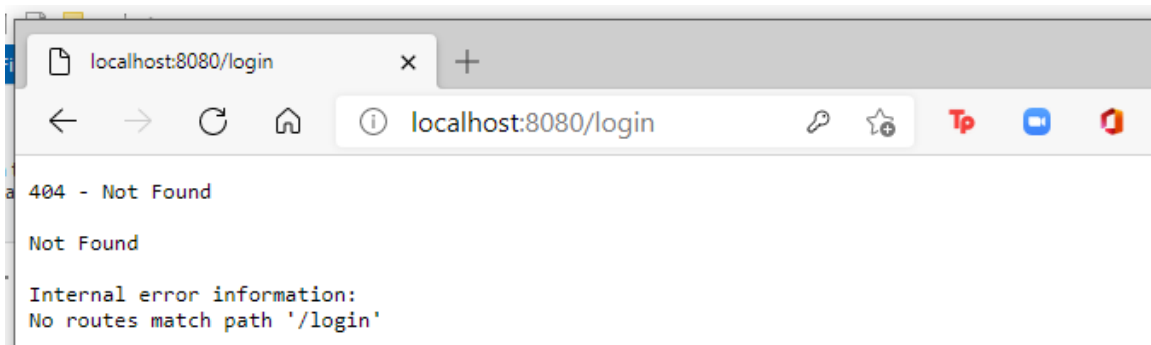 localhost:8080/login
localhost:8080/login
Tp
404 - Not Found
Not Found
Internal error information:
No routes match path '/login'